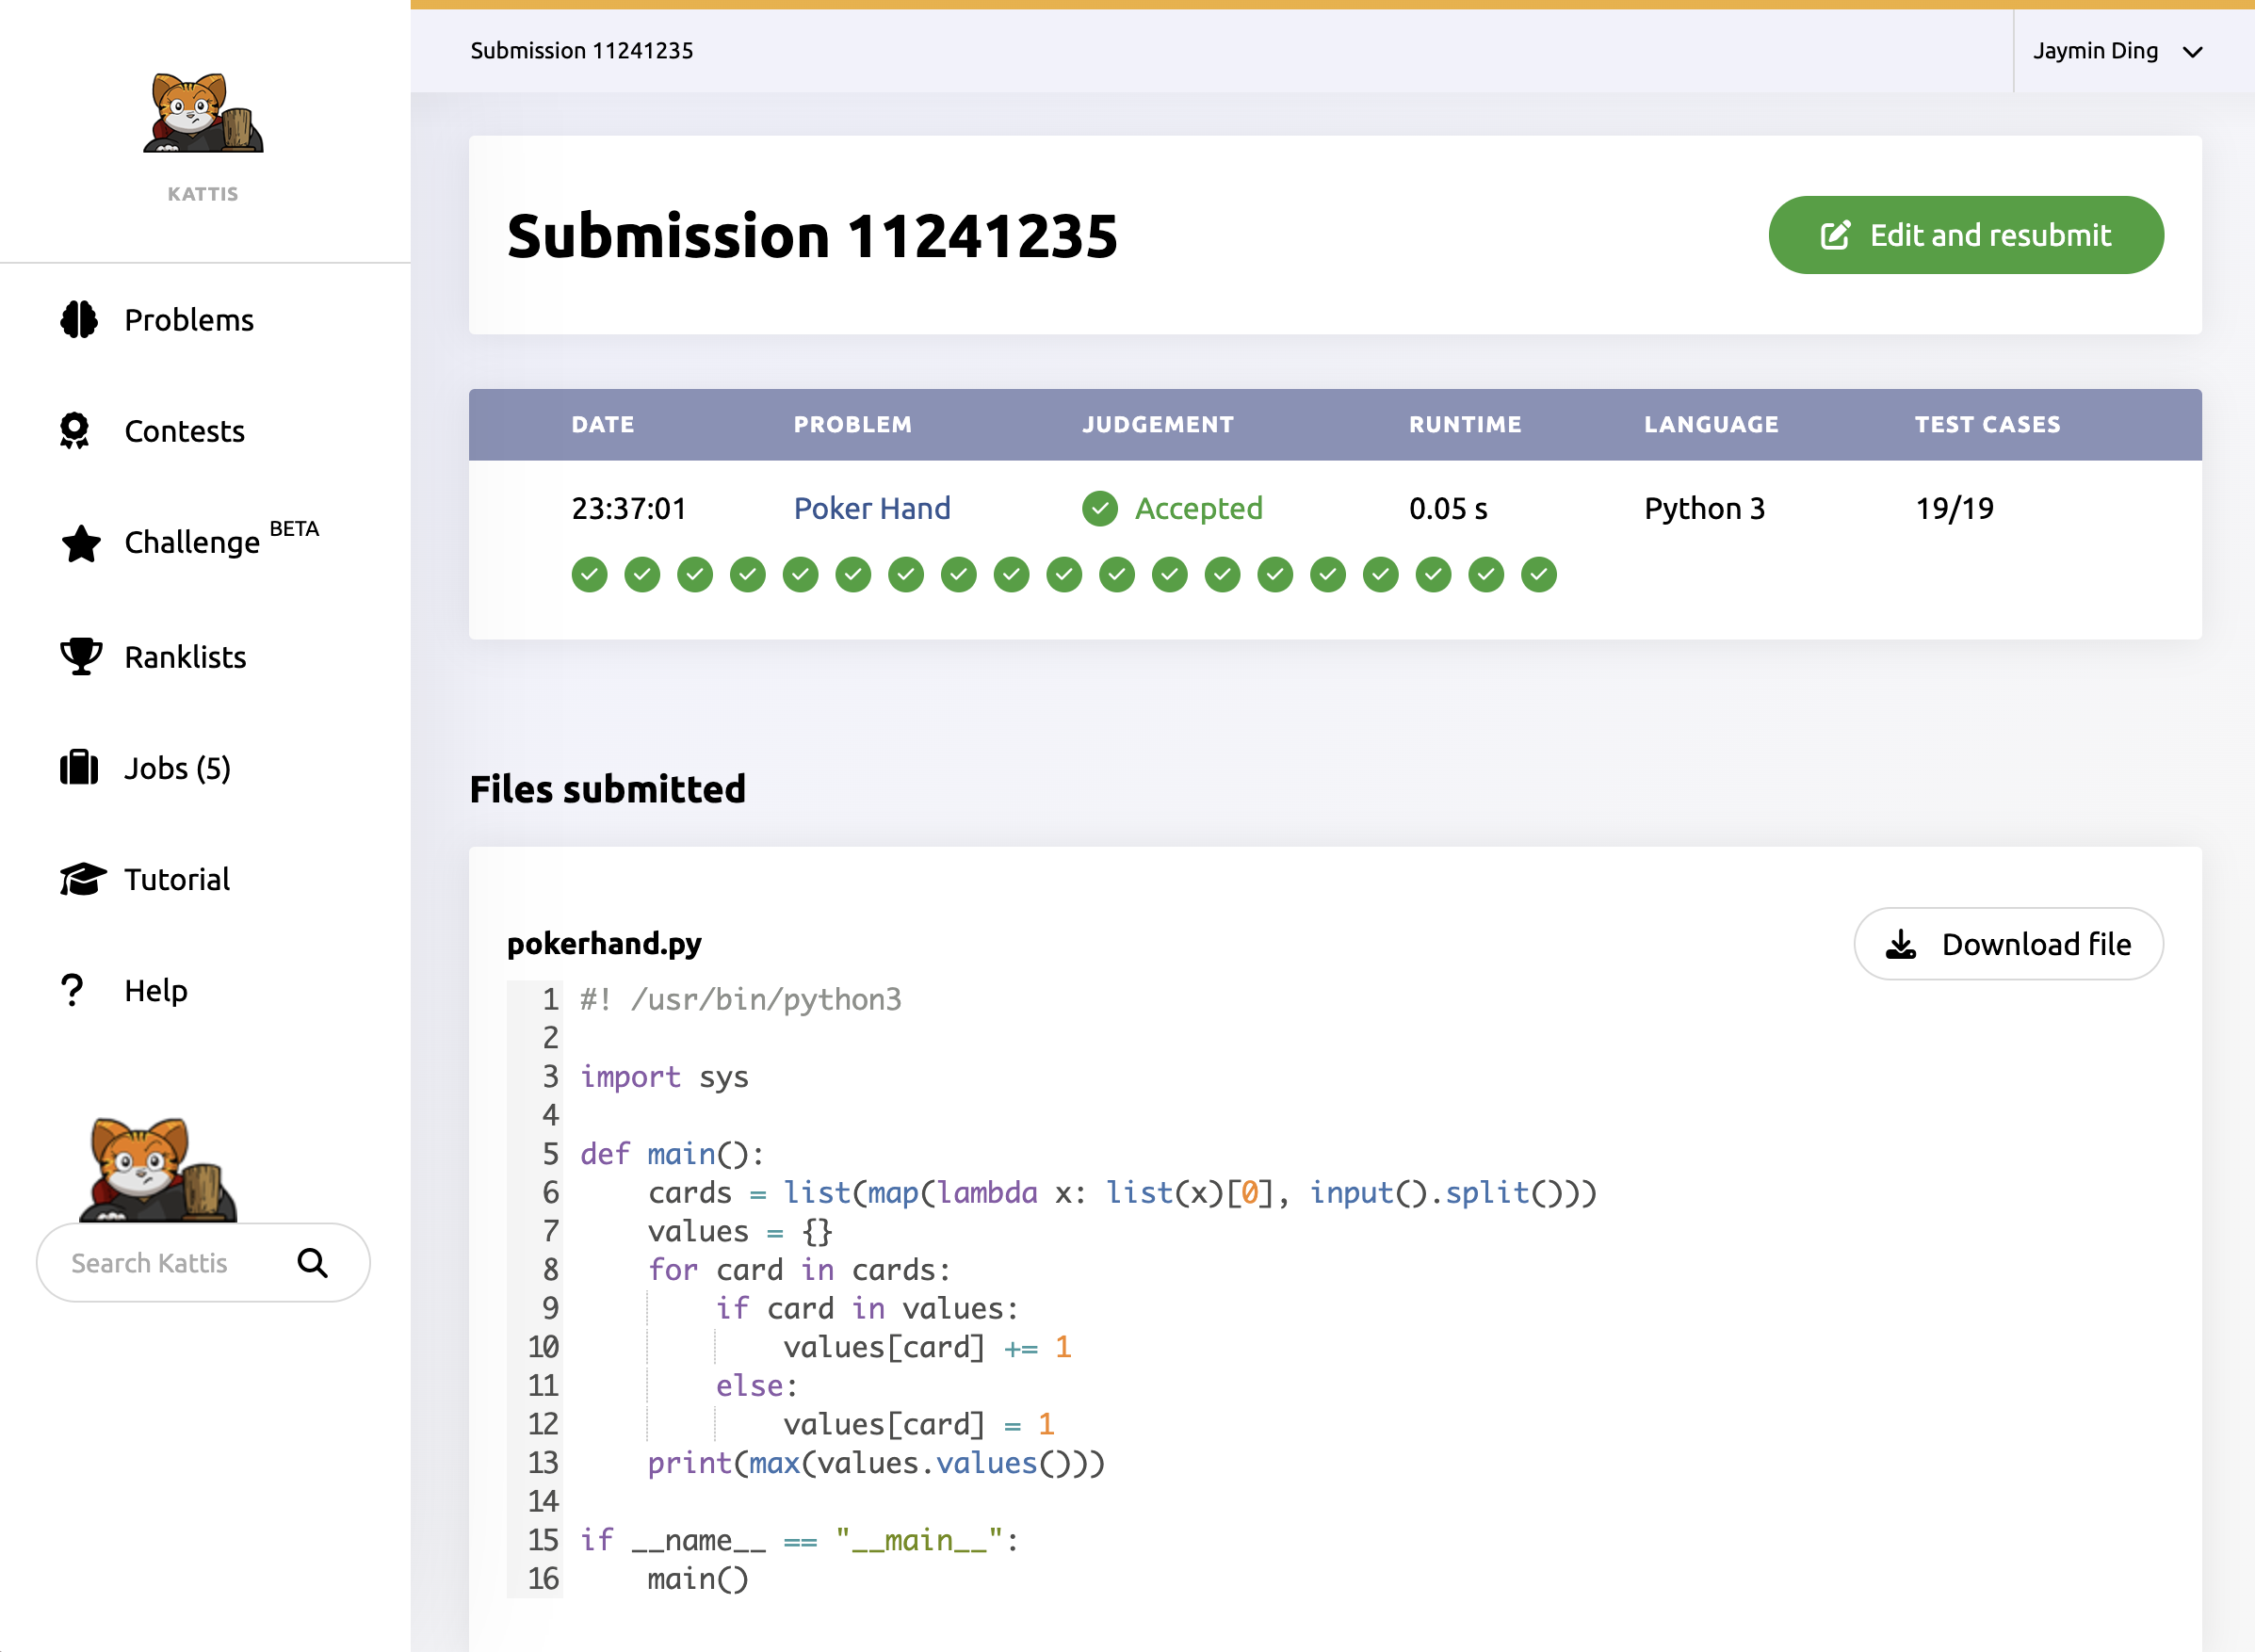 KATTIS
Problems
Contests
Challenge BETA
Ranklists
Jobs (5)
Tutorial
Help
Search Kattis
Submission 11241235
Jaymin Ding
Submission 11241235
Edit and resubmit
DATE PROBLEM JUDGEMENT RUNTIME LANGUAGE TEST CASES
23:37:01 Poker Hand Accepted 0.05 s Python 3 19/19
Files submitted
pokerhand.py
Download file
1 #! /usr/bin/python3
2
3 import sys
4
5 def main():
6     cards = list(map(lambda x: list(x)[0], input().split()))
7     values = {}
8     for card in cards:
9         if card in values:
10             values[card] += 1
11         else:
12             values[card] = 1
13     print(max(values.values()))
14
15 if __name__ == "__main__":
16     main()